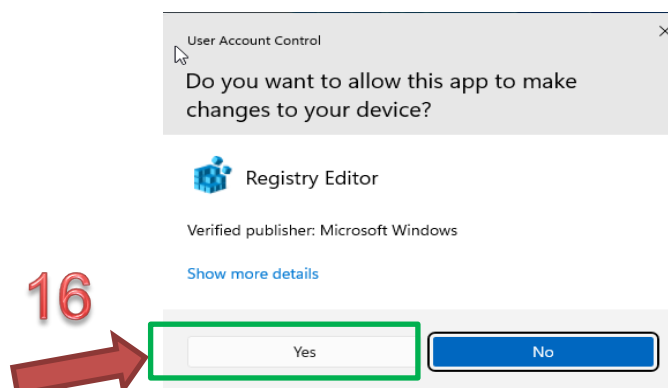 User Account Control
Do you want to allow this app to make
changes to your device?
Registry Editor
Verified publisher: Microsoft Windows
Show more details
16
Yes
No